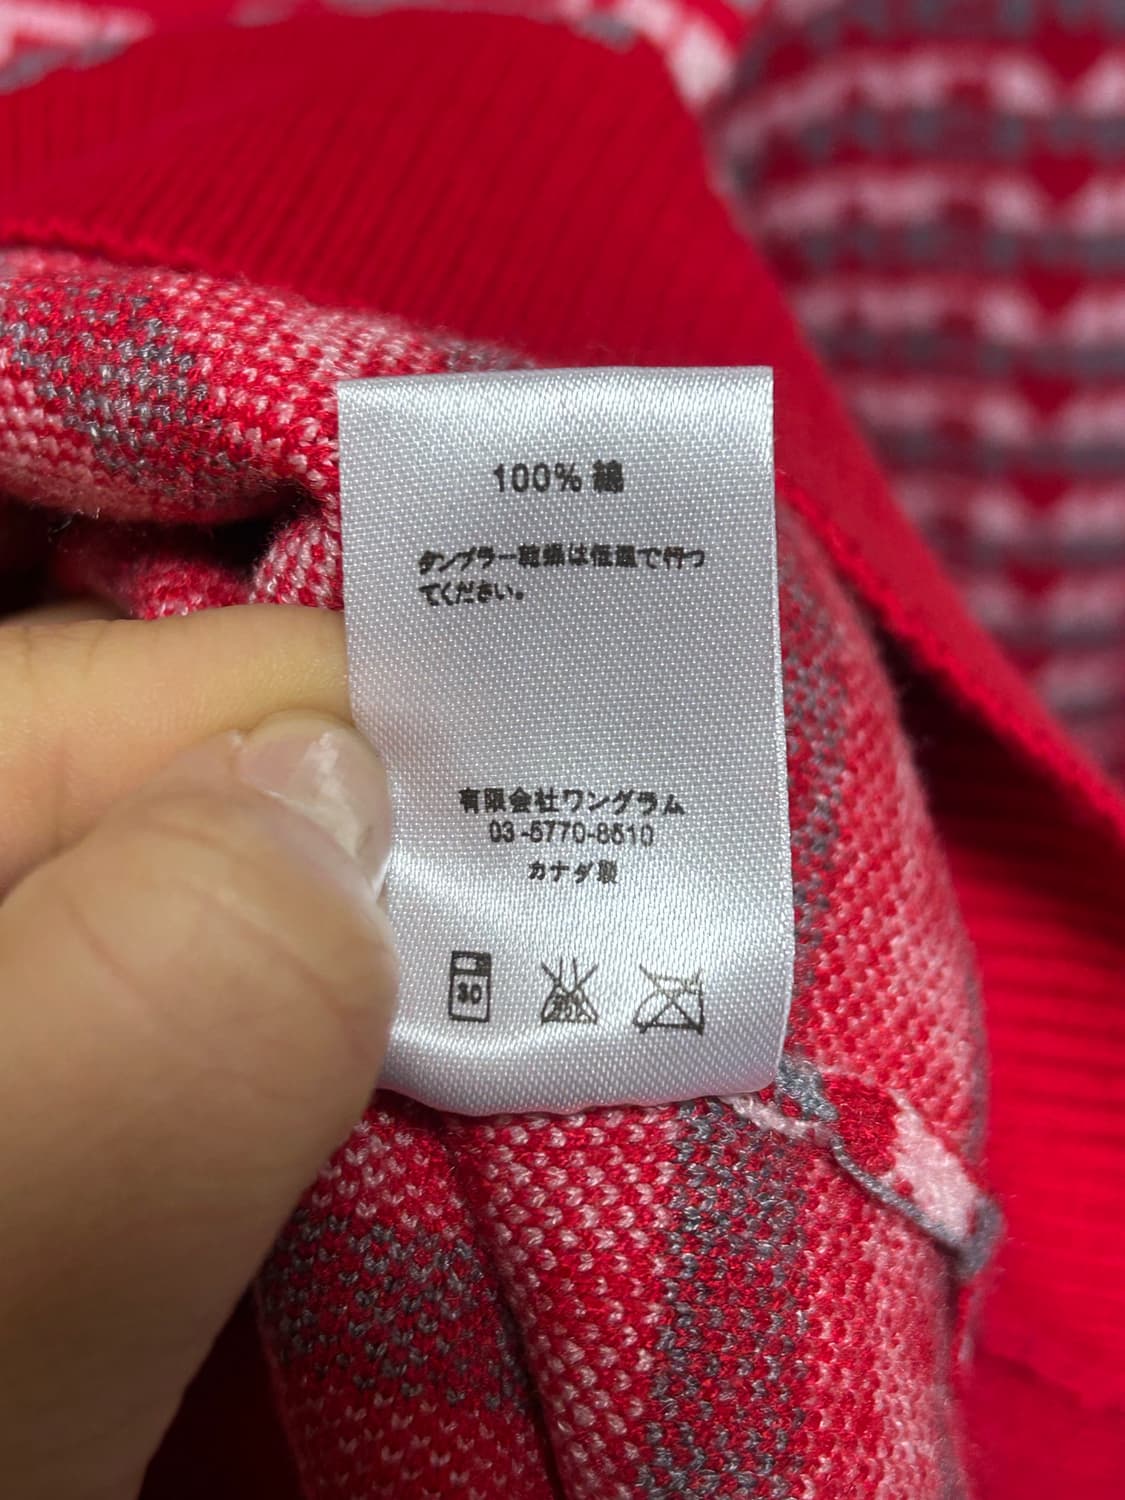 100% 綿
タンブラー乾燥は低温で行っ
てください。
有限会社ワングラム
03-5770-8510
カナダ製
30